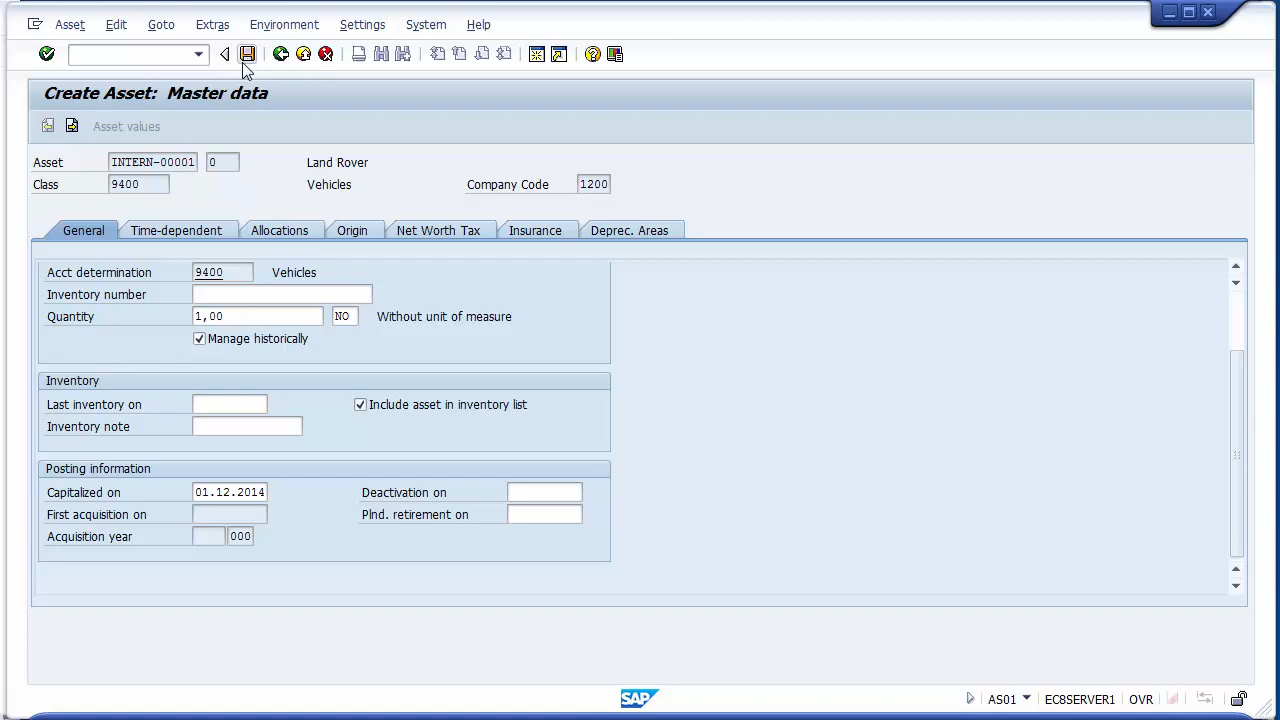 Asset Edit Goto Extras Environment Settings System Help
Create Asset: Master data
Asset values
Asset INTERN-00001 0 Land Rover
Class 9400 Vehicles Company Code 1200
General Time-dependent Allocations Origin Net Worth Tax Insurance Deprec. Areas
Acct determination 9400 Vehicles
Inventory number
Quantity 1,00 NO Without unit of measure
Manage historically
Inventory
Last inventory on Include asset in inventory list
Inventory note
Posting information
Capitalized on 01.12.2014 Deactivation on
First acquisition on Plnd. retirement on
Acquisition year 000
SAP AS01 EC8SERVER1 OVR